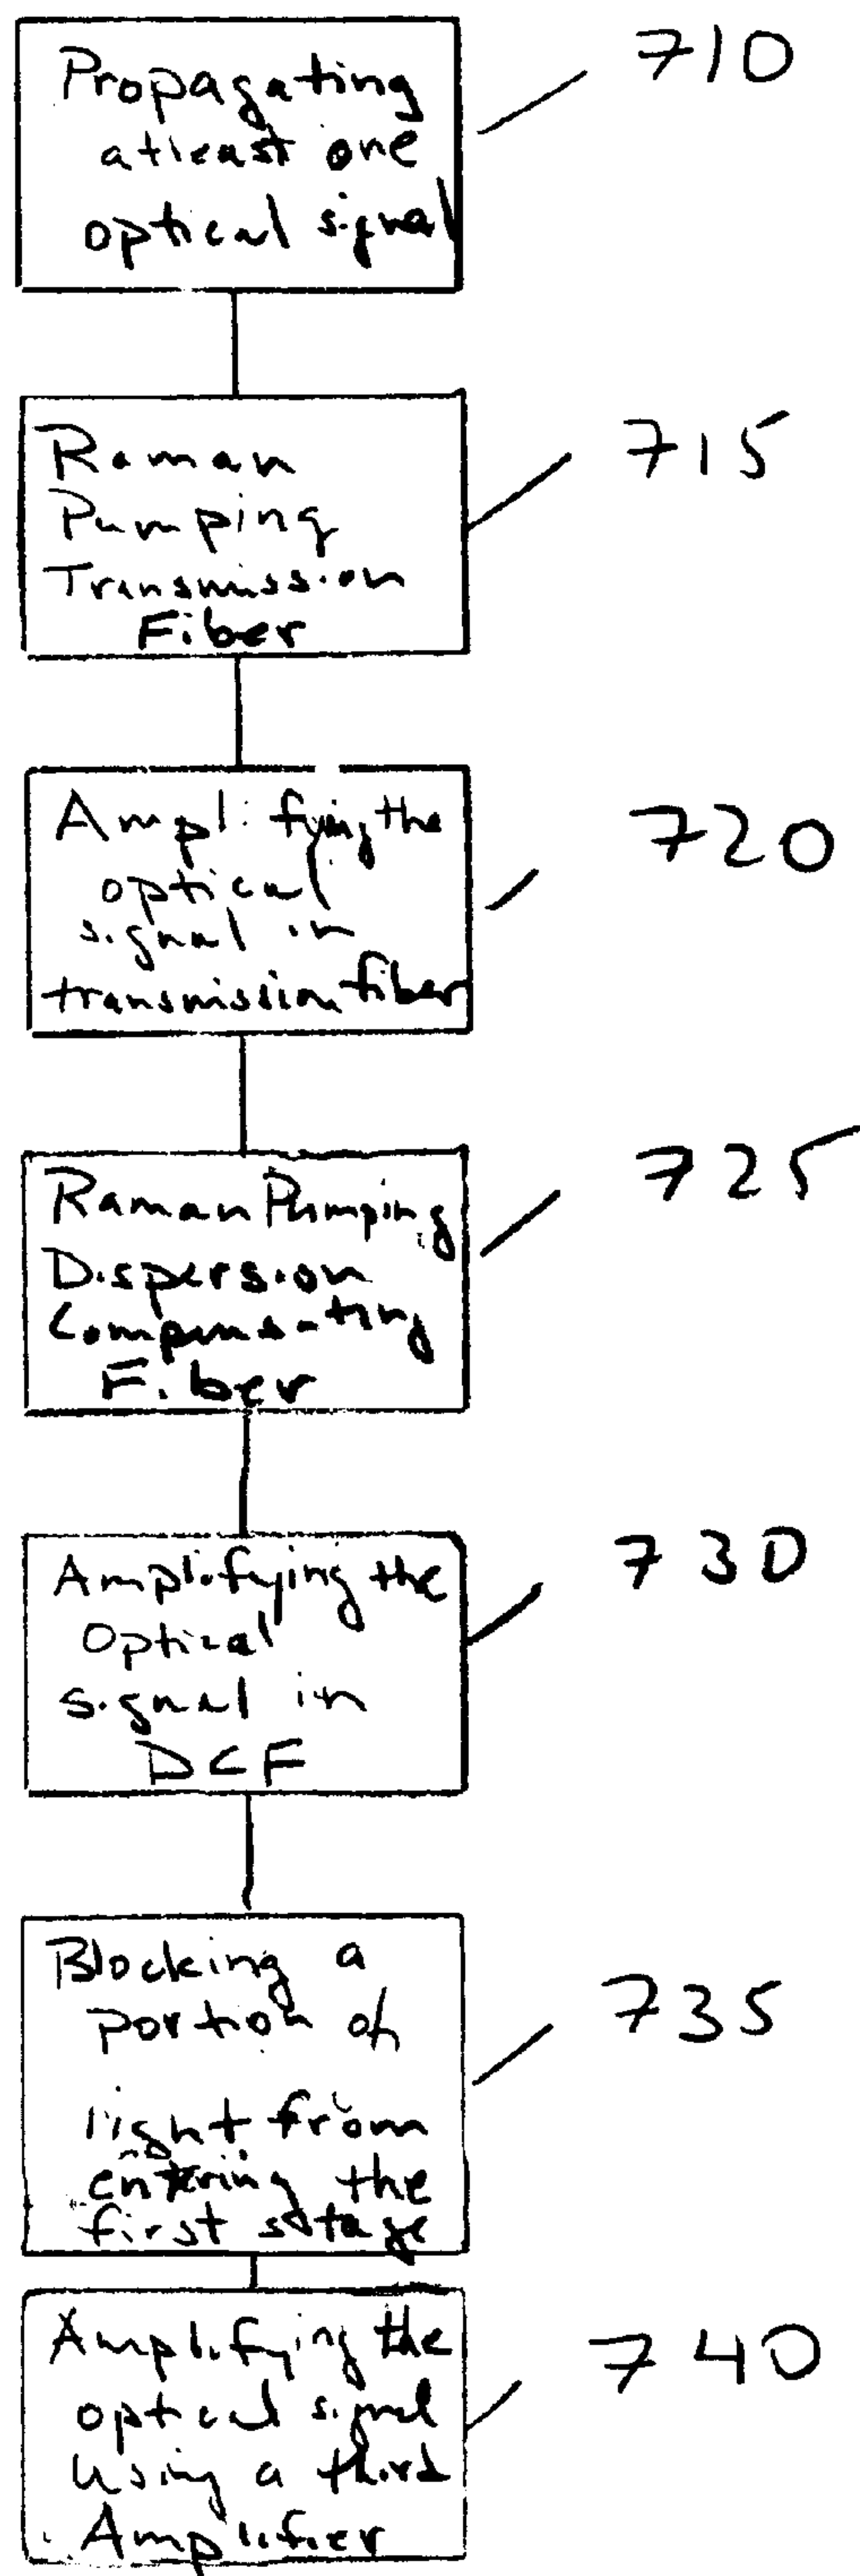 Propagating
atleast one
optical signal
710
Raman
Pumping
Transmission
Fiber
715
Amplifying the
optical
signal in
transmission fiber
720
Raman Pumping
Dispersion
Compensating
Fiber
725
Amplifying the
Optical
signal in
DCF
730
Blocking a
portion of
light from
entering the
first stage
735
Amplifying the
optical signal
using a third
Amplifier
740